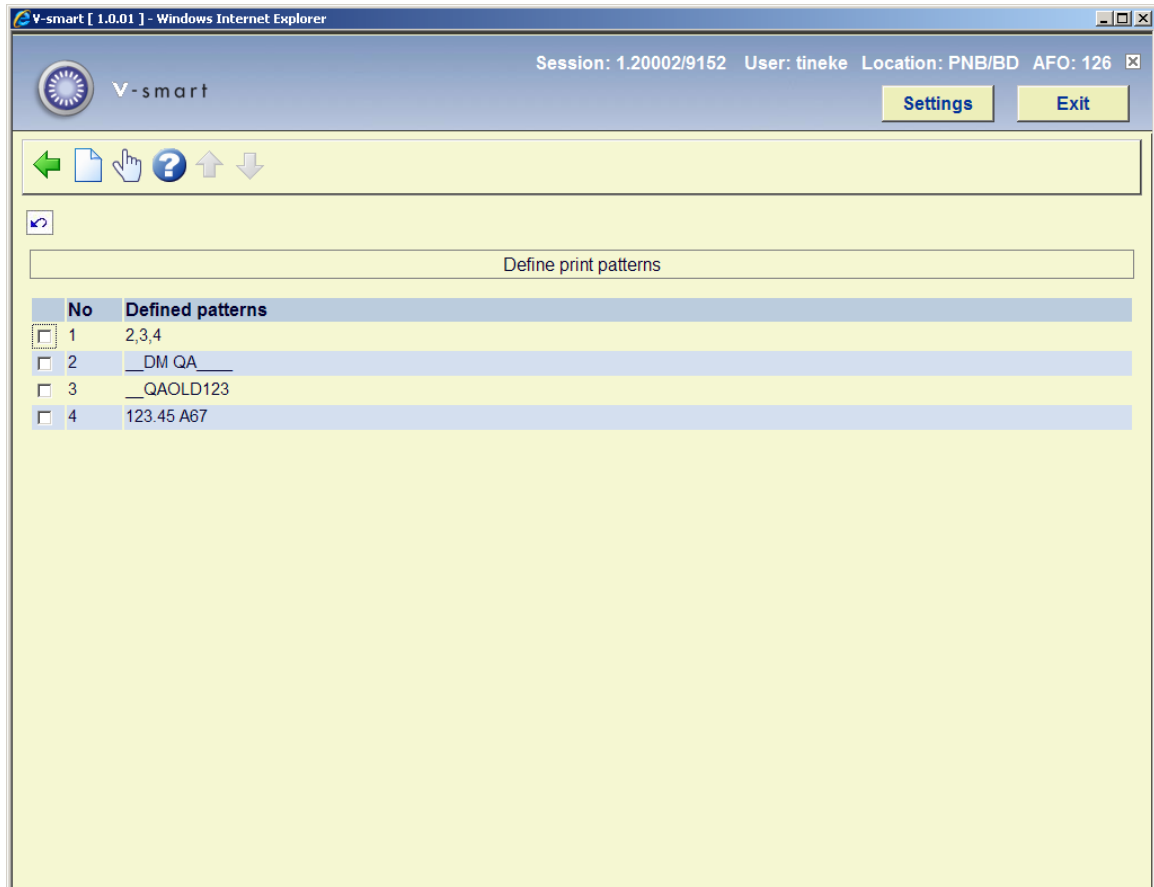 V-smart [ 1.0.01 ] - Windows Internet Explorer
Session: 1.20002/9152 User: tineke Location: PNB/BD AFO: 126
V-smart
Settings Exit
Define print patterns
No Defined patterns
1 2,3,4
2 __DM QA____
3 __QAOLD123
4 123.45 A67